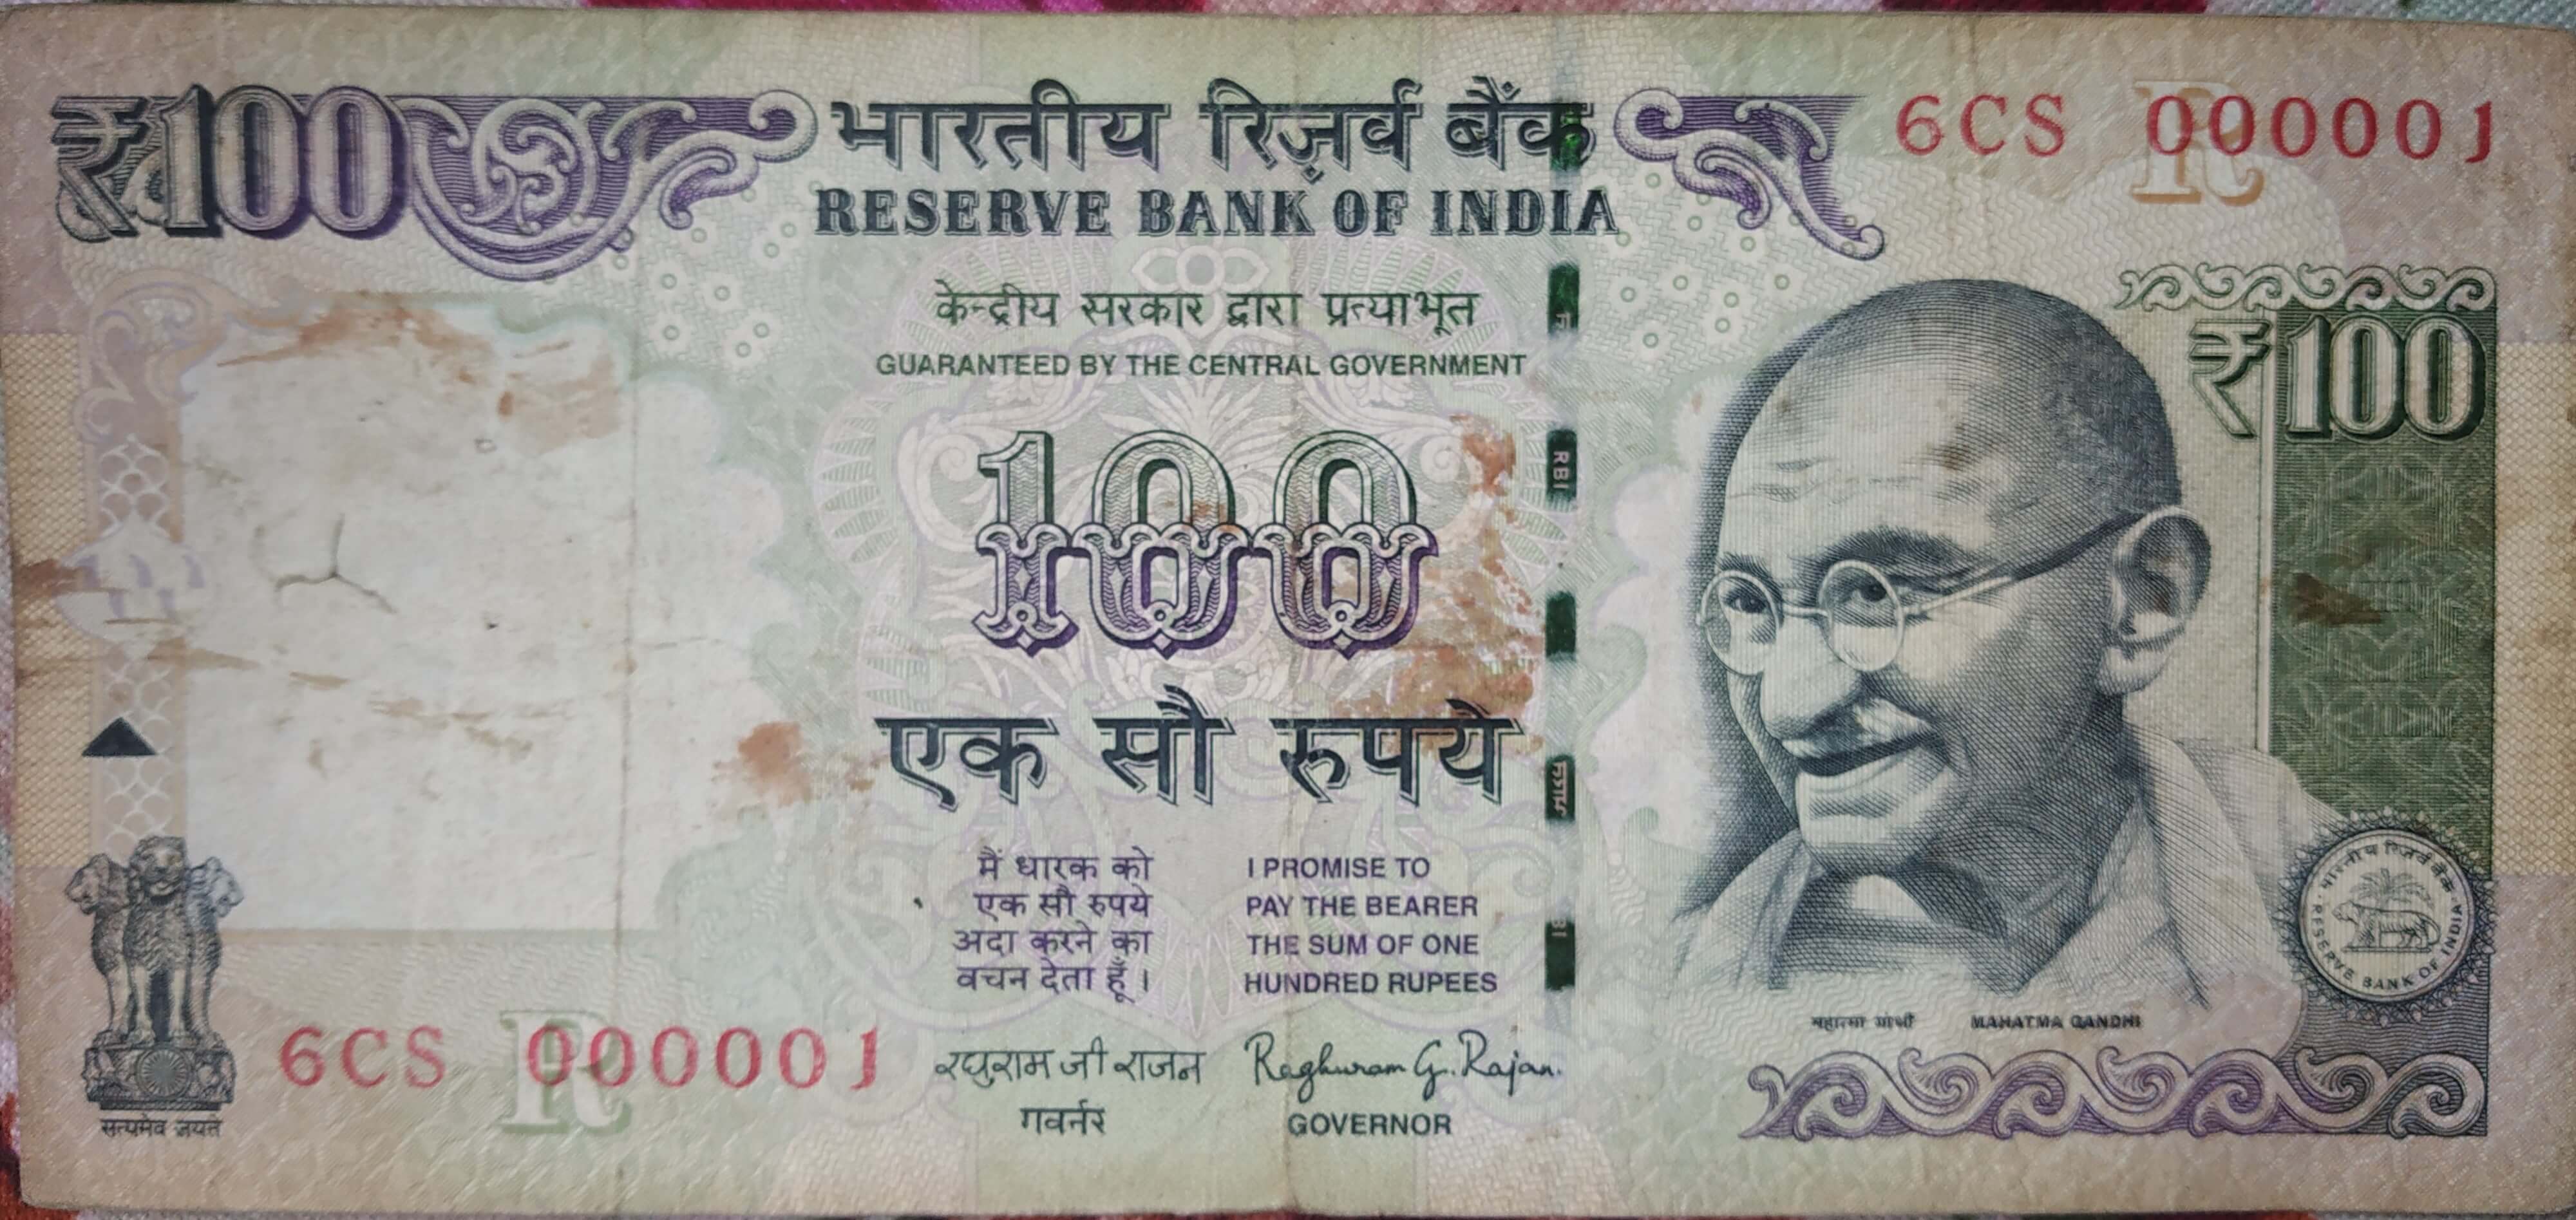 ₹100
भारतीय रिज़र्व बैंक
RESERVE BANK OF INDIA
6CS 000001
R
केन्द्रीय सरकार द्वारा प्रत्याभूत
GUARANTEED BY THE CENTRAL GOVERNMENT
₹100
100
100
RBI
भारत
एक सौ रुपये
मैं धारक को
एक सौ रुपये
अदा करने का
वचन देता हूँ।
I PROMISE TO
PAY THE BEARER
THE SUM OF ONE
HUNDRED RUPEES
भारतीय रिज़र्व बैंक
RESERVE BANK OF INDIA
महात्मा गांधी MAHATMA GANDHI
सत्यमेव जयते
6CS 000001
R
रघुराम जी राजन
गवर्नर
Raghuram G. Rajan.
GOVERNOR